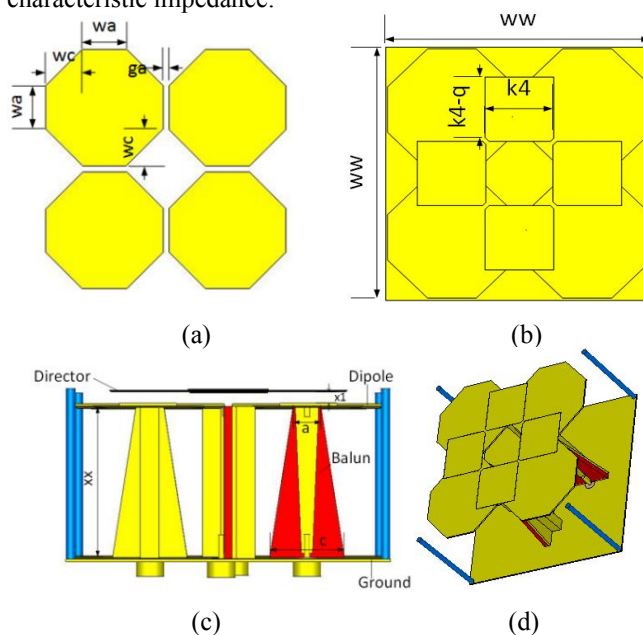 characteristic impedance.
wa
wc
ga
wa
wc
ww
k4
k4-q
ww
(a)
(b)
Director
Dipole
x1
a
xx
Balun
c
Ground
(c)
(d)